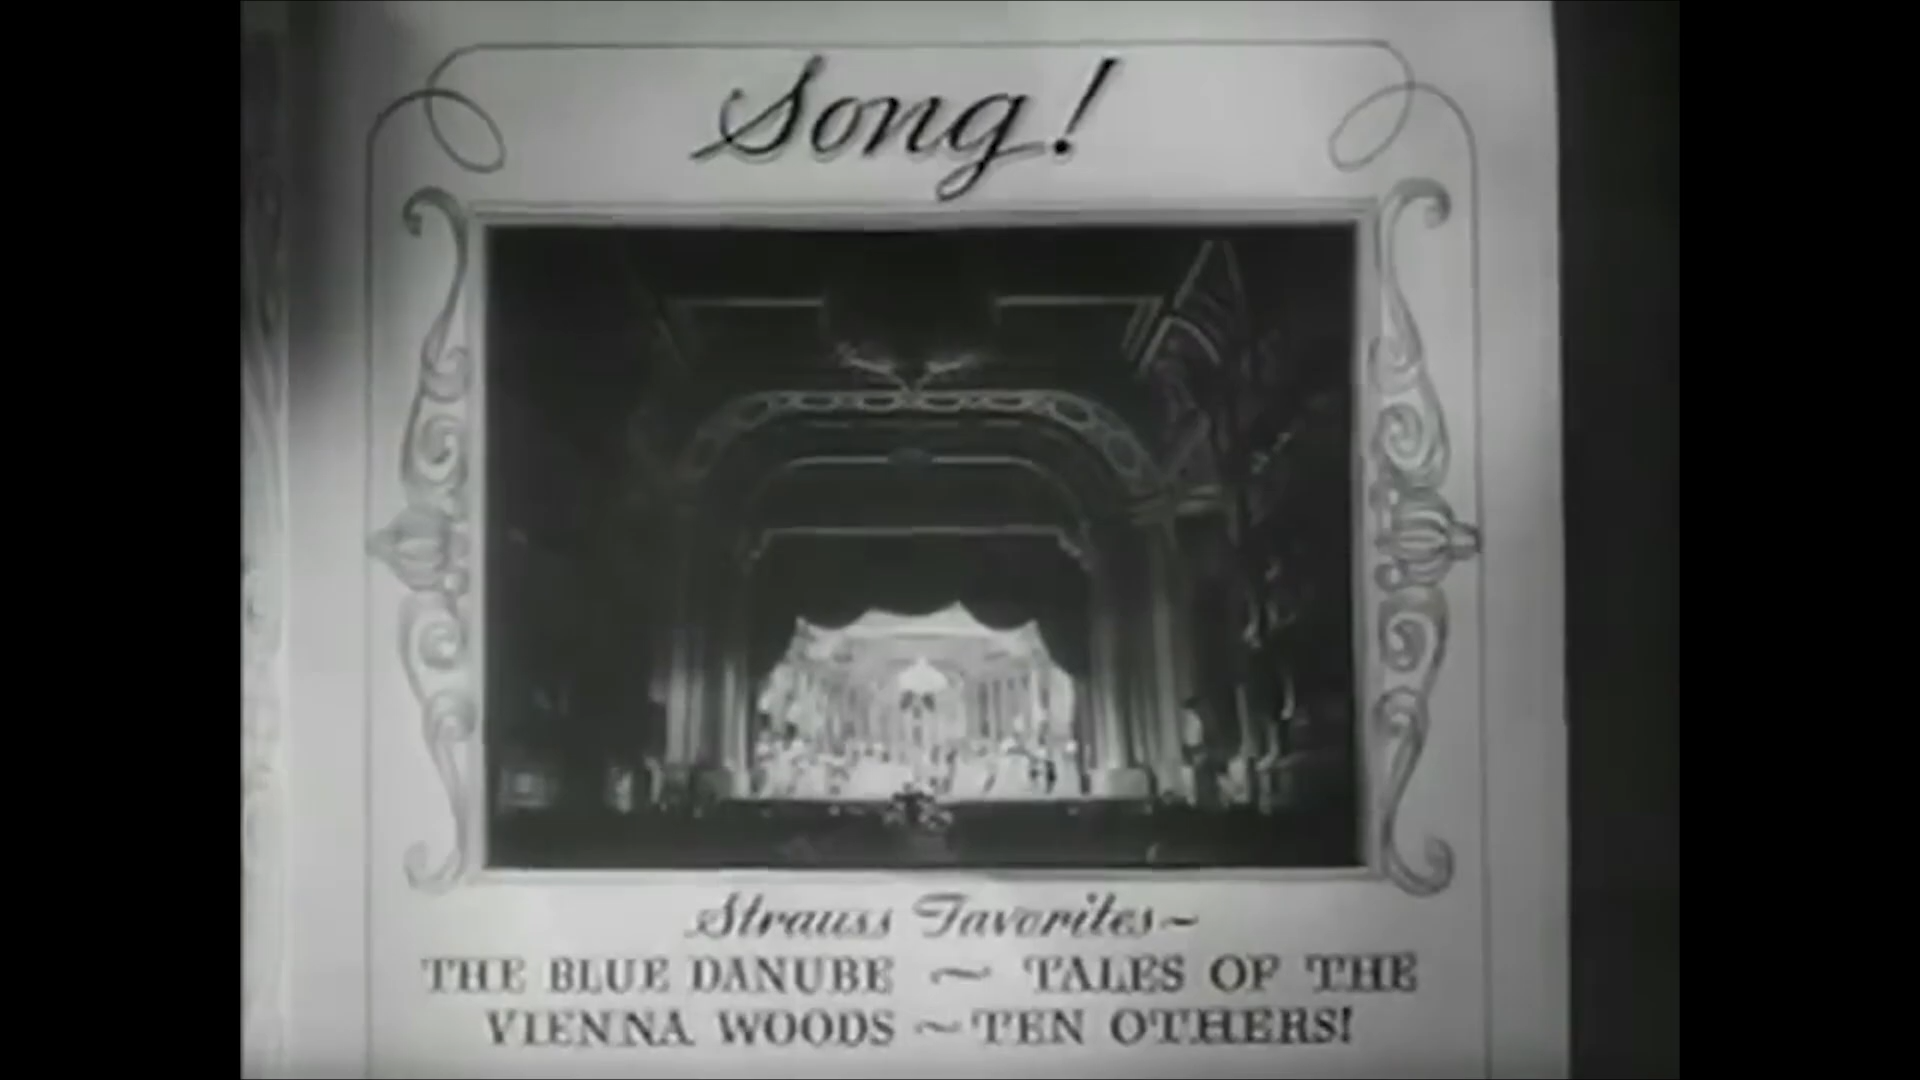 Song!
Strauss Favorites~
THE BLUE DANUBE ~ TALES OF THE
VIENNA WOODS ~ TEN OTHERS!